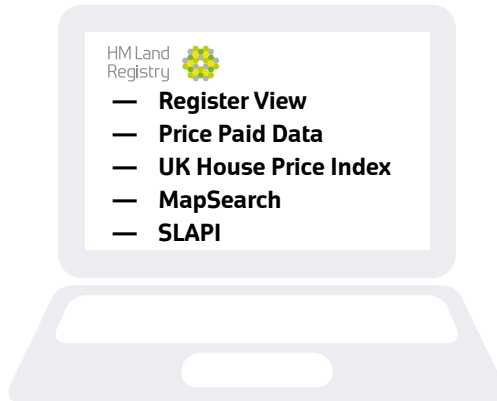 HM Land
Registry
— Register View
— Price Paid Data
— UK House Price Index
— MapSearch
— SLAPI